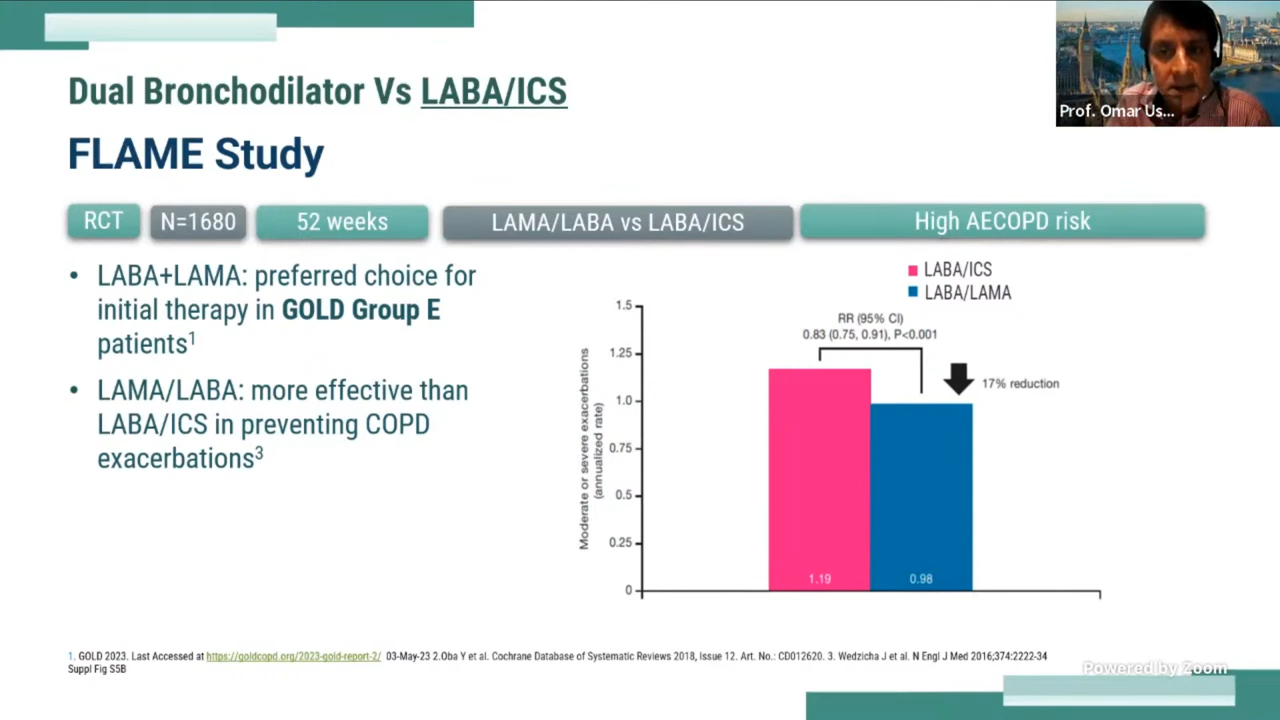 Dual Bronchodilator Vs LABA/ICS
FLAME Study
Prof. Omar Us...
RCT
N=1680
52 weeks
LAMA/LABA vs LABA/ICS
High AECOPD risk
• LABA+LAMA: preferred choice for
initial therapy in GOLD Group E
patients1
• LAMA/LABA: more effective than
LABA/ICS in preventing COPD
exacerbations3
LABA/ICS
LABA/LAMA
RR (95% CI)
0.83 (0.75, 0.91), P<0.001
17% reduction
Moderate or severe exacerbations
(annualized rate)
1.5
1.25
1.0
0.75
0.5
0.25
0
1.19
0.98
1. GOLD 2023. Last Accessed at https://goldcopd.org/2023-gold-report-2/ 03-May-23 2.Oba Y et al. Cochrane Database of Systematic Reviews 2018, Issue 12. Art. No.: CD012620. 3. Wedzicha J et al. N Engl J Med 2016;374:2222-34
Suppl Fig S5B
Powered by Zoom